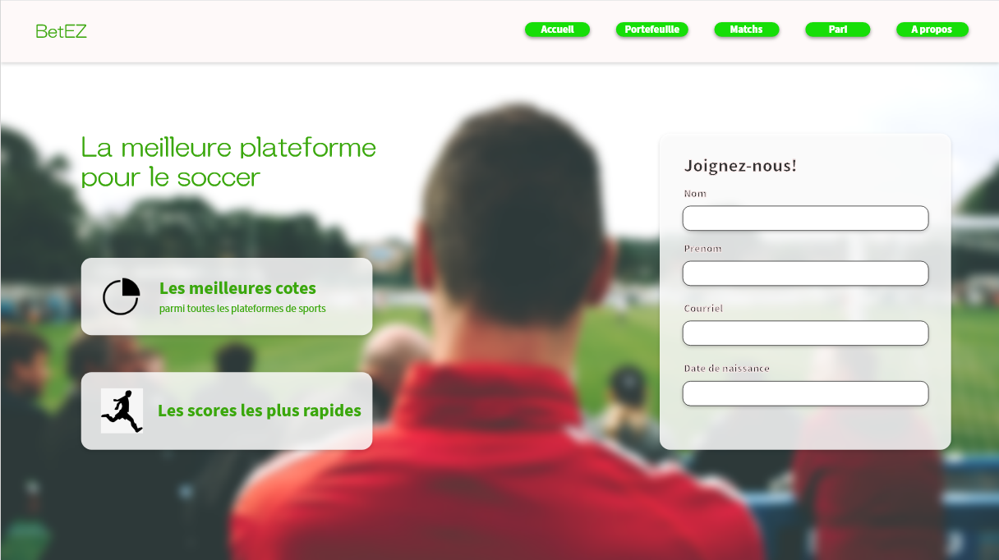 BetEZ
Accueil
Portefeuille
Matchs
Pari
A propos
La meilleure plateforme
pour le soccer
Les meilleures cotes
parmi toutes les plateformes de sports
Les scores les plus rapides
Joignez-nous!
Nom
Prenom
Courriel
Date de naissance